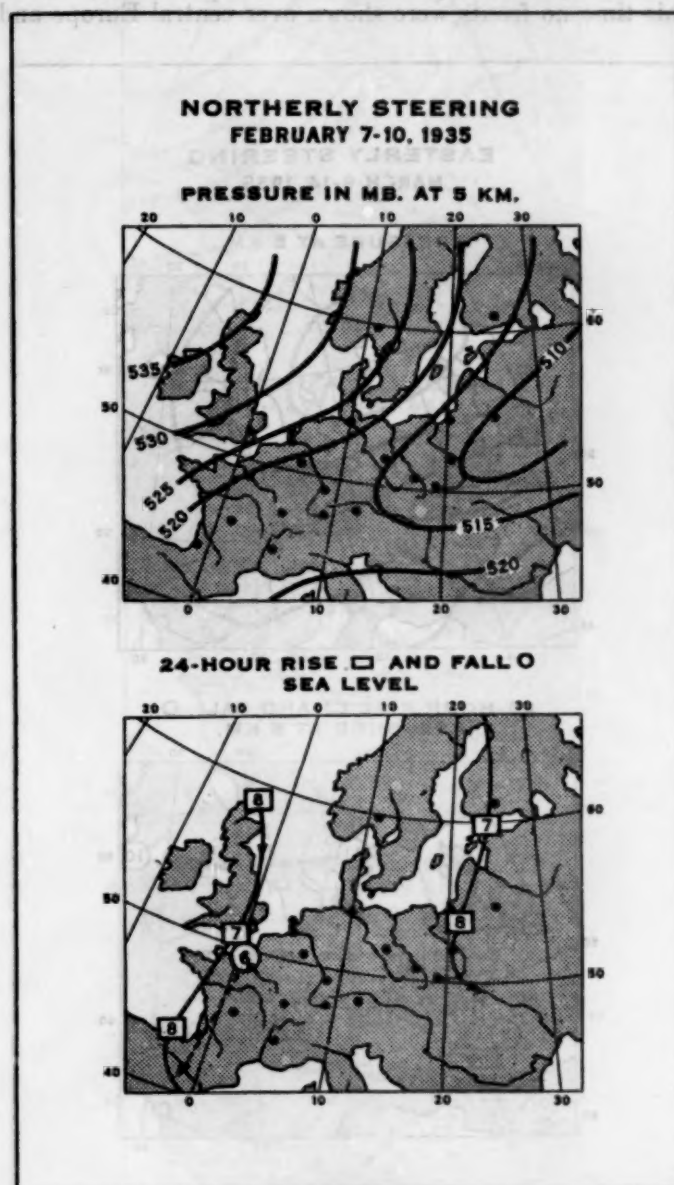 NORTHERLY STEERING
FEBRUARY 7-10, 1935
PRESSURE IN MB. AT 5 KM.
20 10 0 10 20 22 30
60
510
535
50
530
525
520
515
50
520
40
0 10 20 30
24-HOUR RISE □ AND FALL O
SEA LEVEL
20 10 0 10 20 30
8
60
7
50
7
8
6
50
8
40
0 10 20 30